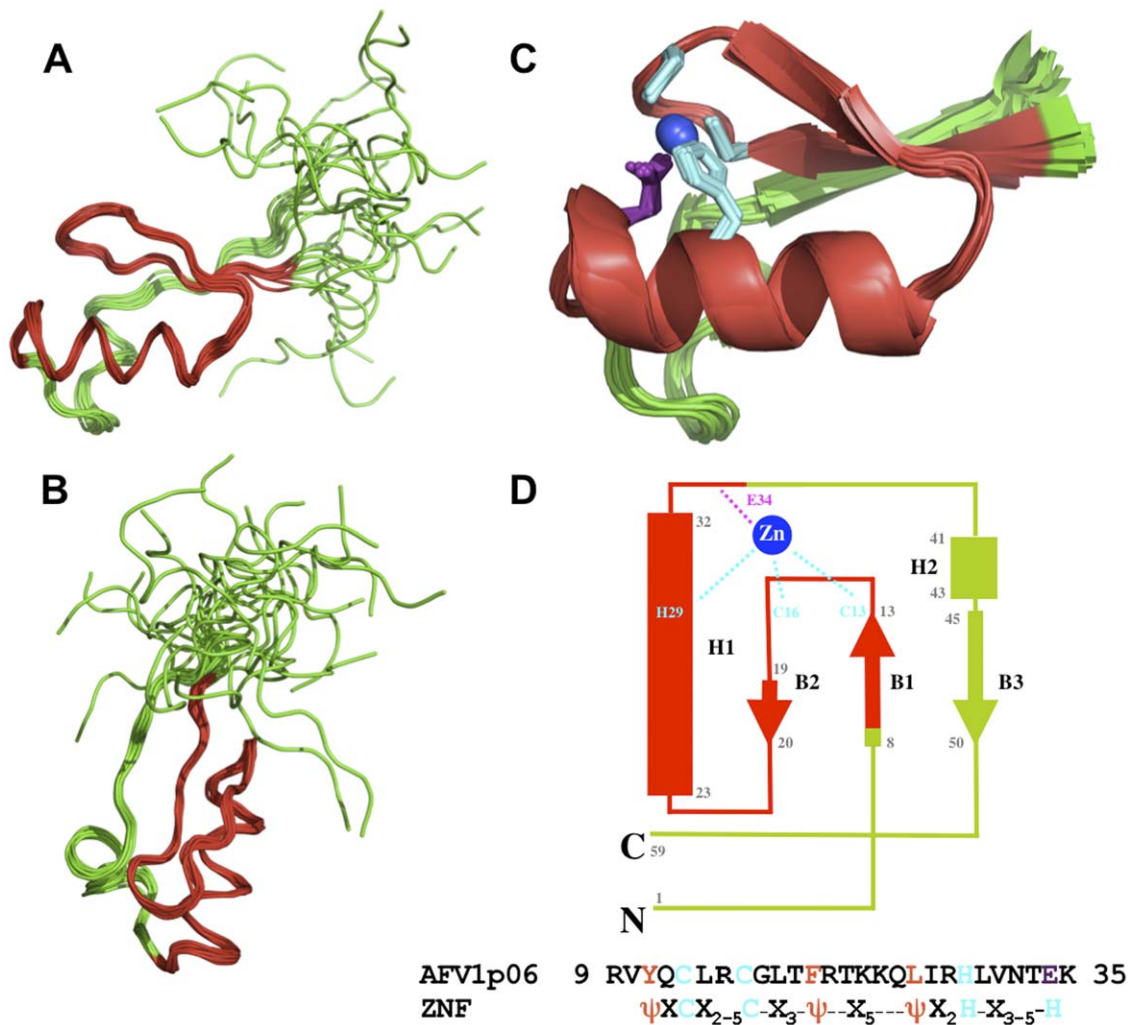 A
C
B
D
E34
Zn
32
41
H2
43
H29
C16
C13
13
45
H1
19
B2
B1
B3
20
8
50
23
C
59
1
N
AFV1p06 9 RVYQCLRCGLTFRTKKQLIRHLVNTEK 35
ZNF ψXCX2-5C-X3-ψ--X5---ψX2H-X3-5-H